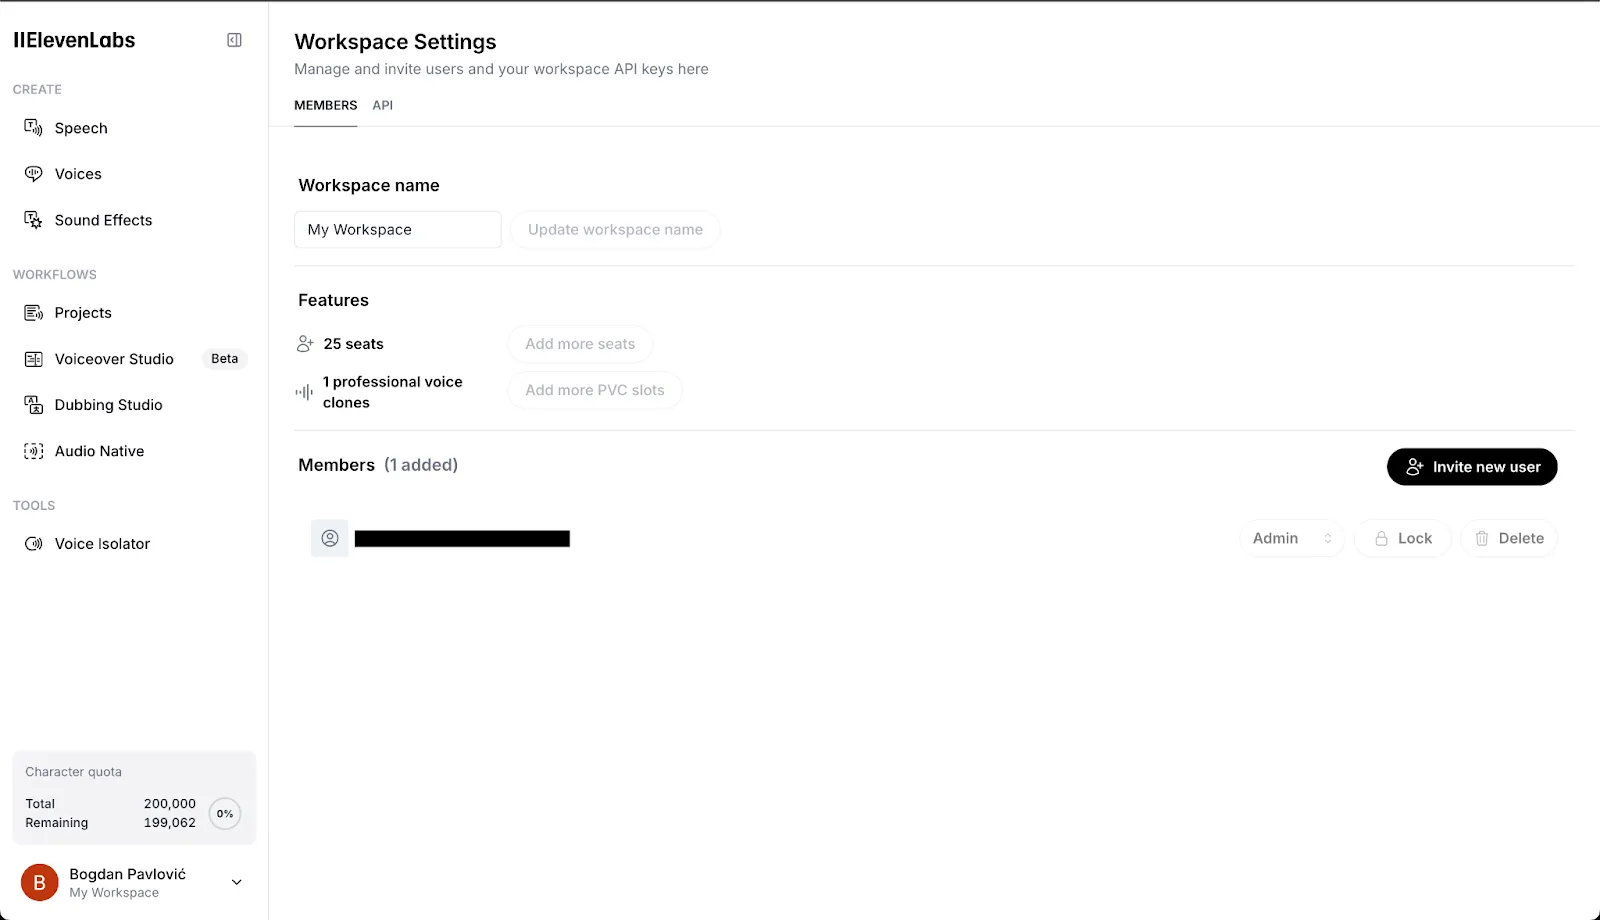 IIElevenLabs
CREATE
Speech
Voices
Sound Effects
WORKFLOWS
Projects
Voiceover Studio Beta
Dubbing Studio
Audio Native
TOOLS
Voice Isolator
Character quota
Total 200,000
Remaining 199,062
0%
B
Bogdan Pavlović
My Workspace
Workspace Settings
Manage and invite users and your workspace API keys here
MEMBERS API
Workspace name
My Workspace Update workspace name
Features
25 seats Add more seats
1 professional voice
clones
Add more PVC slots
Members (1 added) Invite new user
Admin Lock Delete